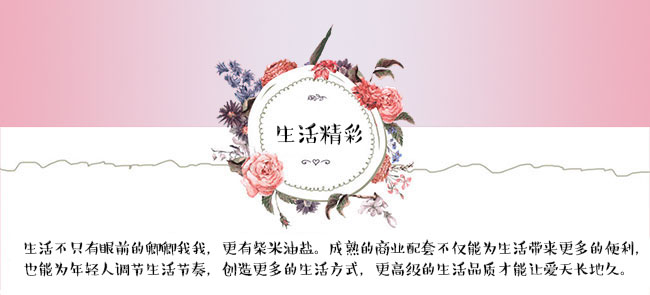 生活精彩
生活不只有眼前的卿卿我我，更有柴米油盐。成熟的商业配套不仅能为生活带来更多的便利，
也能为年轻人调节生活节奏，创造更多的生活方式，更高级的生活品质才能让爱天长地久。